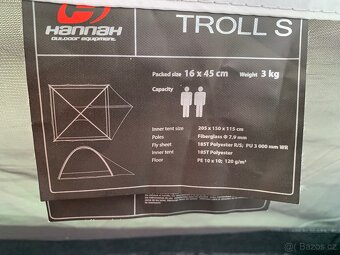 HANNAH
OUTDOOR EQUIPMENT
TROLL S
Packed size 16 x 45 cm Weight 3 kg
Capacity
Inner tent size 205 x 150 x 115 cm
Poles Fiberglass Ø 7,9 mm
Fly sheet 185T Polyester R/S; PU 3 000 mm WR
Inner tent 185T Polyester
Floor PE 10 x 10; 120 g/m²
bazoš.cz